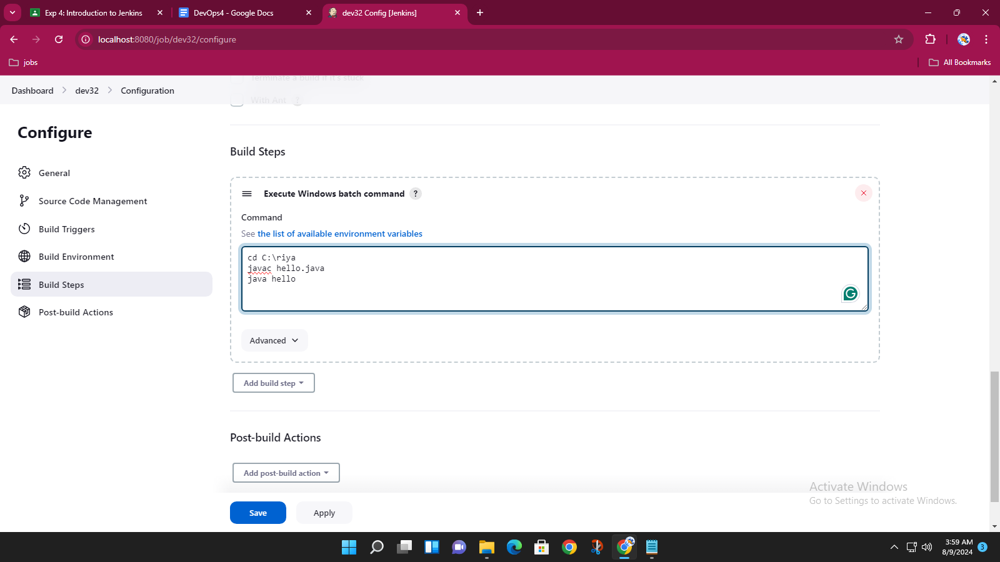 Exp 4: Introduction to Jenkins
DevOps4 - Google Docs
dev32 Config [Jenkins]
localhost:8080/job/dev32/configure
jobs
All Bookmarks
Terminate a build if it's stuck
Dashboard
dev32
Configuration
With Ant ?
Configure
General
Source Code Management
Build Triggers
Build Environment
Build Steps
Post-build Actions
Build Steps
Execute Windows batch command ?
Command
See the list of available environment variables
cd C:\riya
javac hello.java
java hello
Advanced
Add build step
Post-build Actions
Add post-build action
Save
Apply
Activate Windows
Go to Settings to activate Windows.
3:59 AM
8/9/2024
3